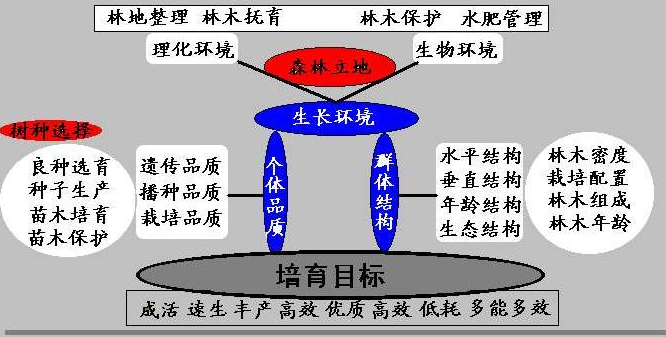 林地整理 林木抚育 林木保护 水肥管理
理化环境
森林立地
生物环境
生长环境
树种选择
良种选育
种子生产
苗木培育
苗木保护
遗传品质
播种品质
栽培品质
个体品质
群体结构
水平结构
垂直结构
年龄结构
生态结构
林木密度
栽培配置
林木组成
林木年龄
培育目标
成活 速生 丰产 高效 优质 高效 低耗 多能多效